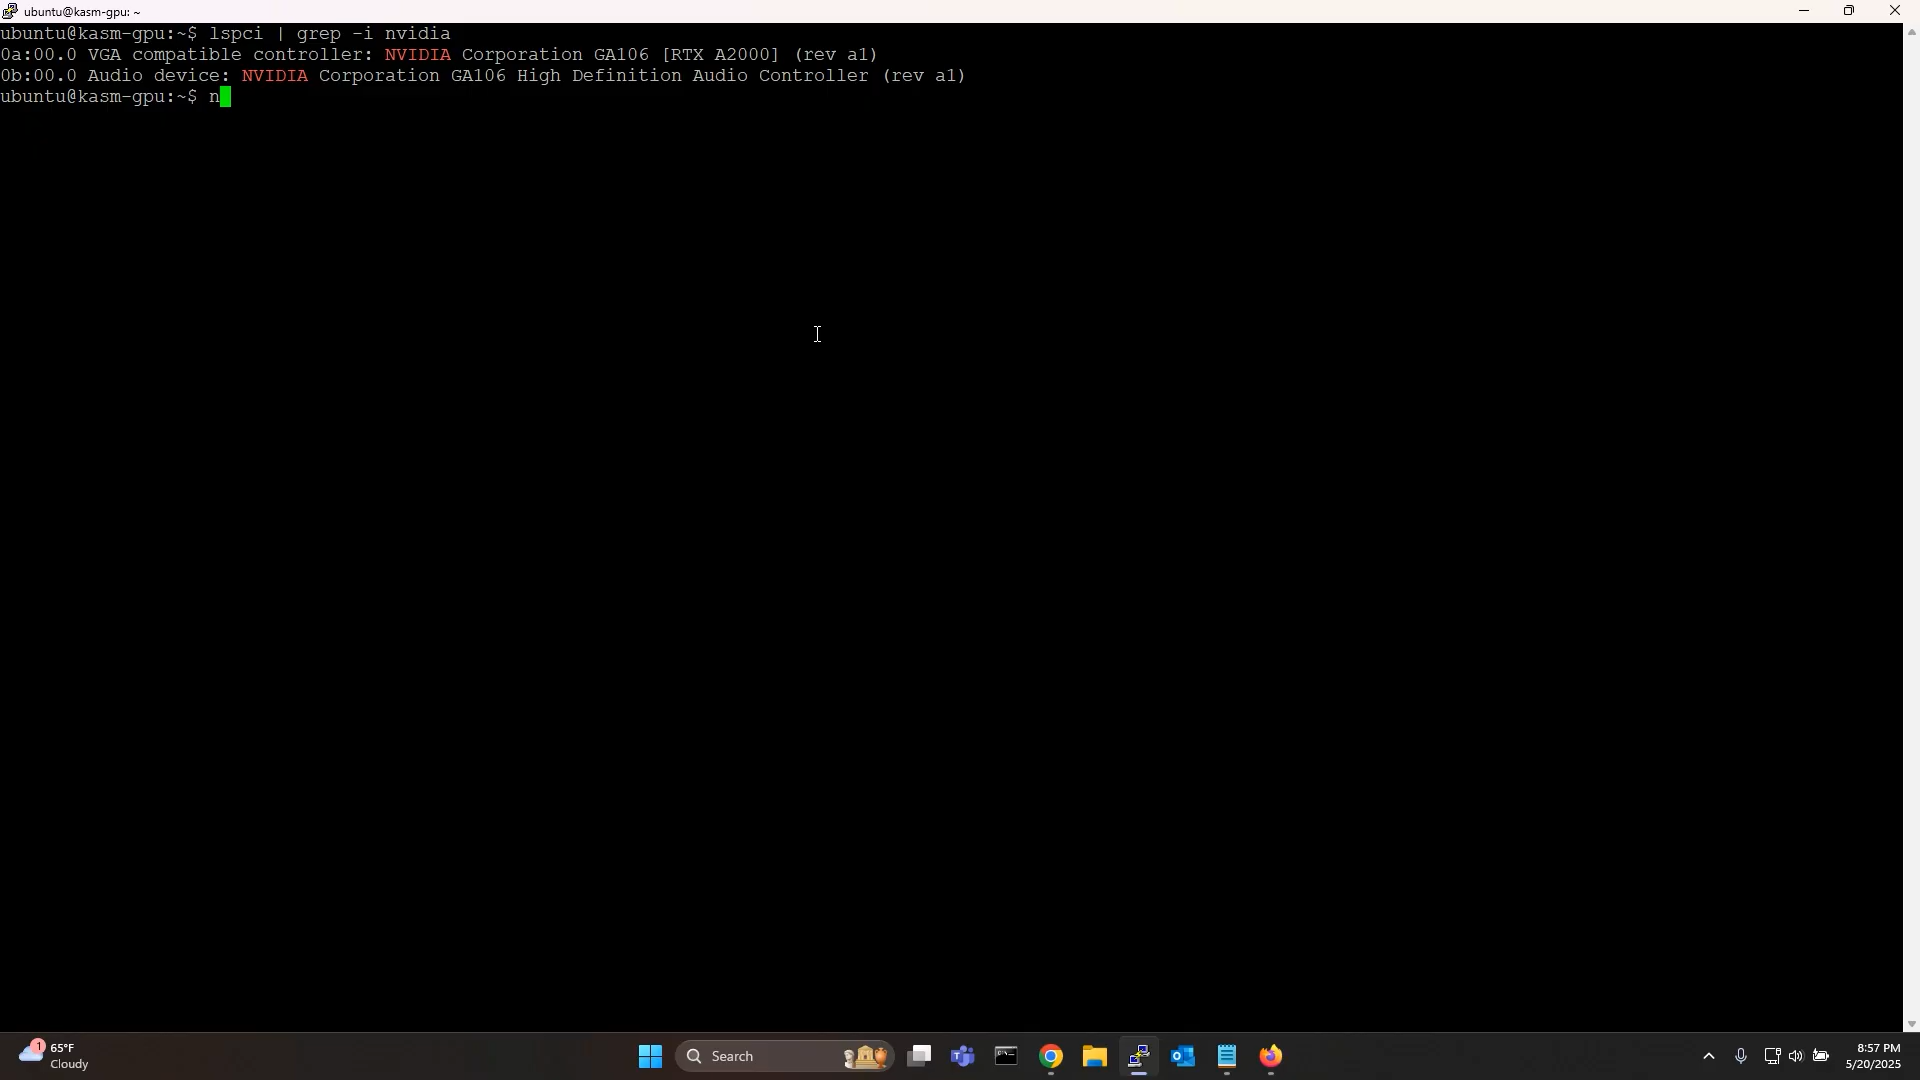 ubuntu@kasm-gpu: ~
ubuntu@kasm-gpu:~$ lspci | grep -i nvidia
0a:00.0 VGA compatible controller: NVIDIA Corporation GA106 [RTX A2000] (rev a1)
0b:00.0 Audio device: NVIDIA Corporation GA106 High Definition Audio Controller (rev a1)
ubuntu@kasm-gpu:~$ n
1
65°F
Cloudy
Search
8:57 PM
5/20/2025